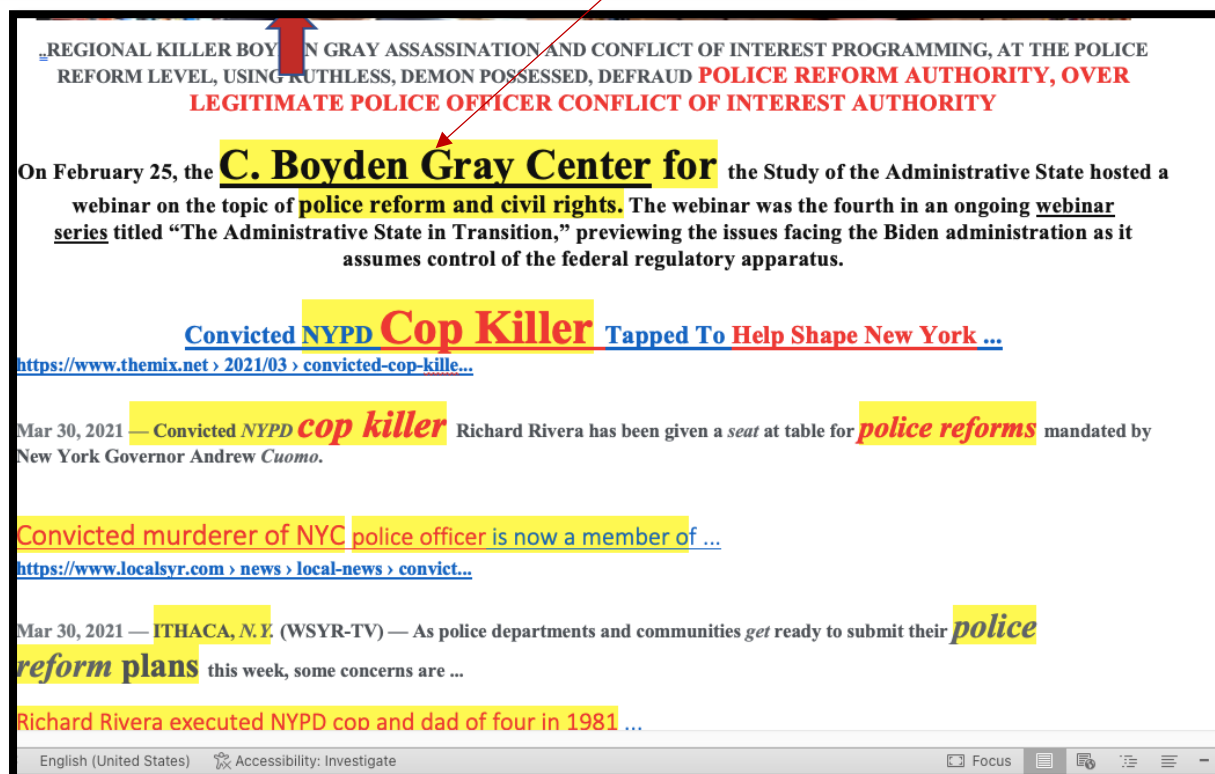 ..REGIONAL KILLER BOY N GRAY ASSASSINATION AND CONFLICT OF INTEREST PROGRAMMING, AT THE POLICE
REFORM LEVEL, USING RUTHLESS, DEMON POSSESSED, DEFRAUD POLICE REFORM AUTHORITY, OVER
LEGITIMATE POLICE OFFICER CONFLICT OF INTEREST AUTHORITY
On February 25, the C. Boyden Gray Center for the Study of the Administrative State hosted a
webinar on the topic of police reform and civil rights. The webinar was the fourth in an ongoing webinar
series titled “The Administrative State in Transition,” previewing the issues facing the Biden administration as it
assumes control of the federal regulatory apparatus.
Convicted NYPD Cop Killer Tapped To Help Shape New York ...
https://www.themix.net › 2021/03 › convicted-cop-kille...
Mar 30, 2021 — Convicted NYPD cop killer Richard Rivera has been given a seat at table for police reforms mandated by
New York Governor Andrew Cuomo.
Convicted murderer of NYC police officer is now a member of ...
https://www.localsyr.com › news › local-news › convict...
Mar 30, 2021 — ITHACA, N.Y. (WSYR-TV) — As police departments and communities get ready to submit their police
reform plans this week, some concerns are ...
Richard Rivera executed NYPD cop and dad of four in 1981 ...
English (United States) Accessibility: Investigate Focus